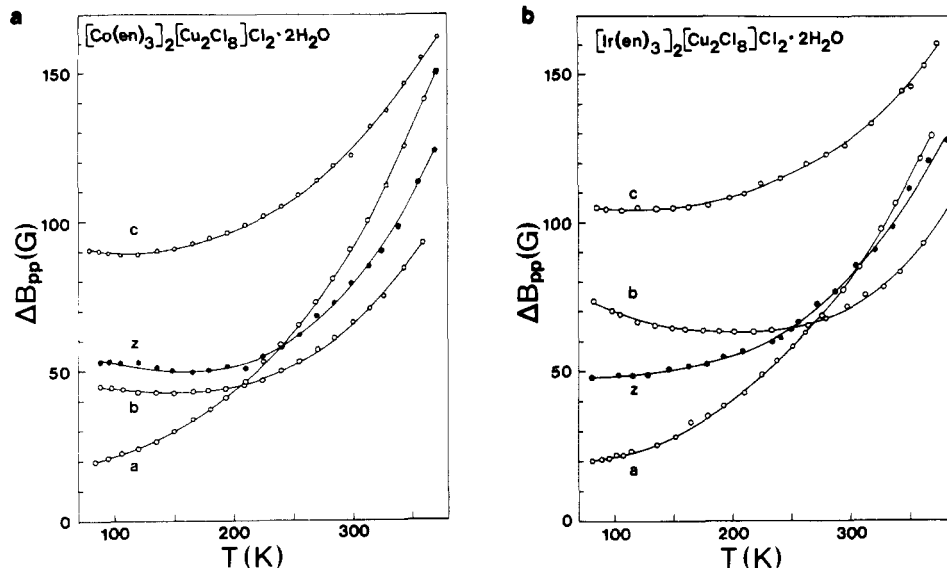 a
[Co(en)3]2[Cu2Cl8]Cl2·2H2O
150
100
50
0
ΔBpp(G)
c
z
b
a
100
200
300
T(K)
b
[Ir(en)3]2[Cu2Cl8]Cl2·2H2O
150
100
50
0
ΔBpp(G)
c
b
z
a
100
200
300
T(K)